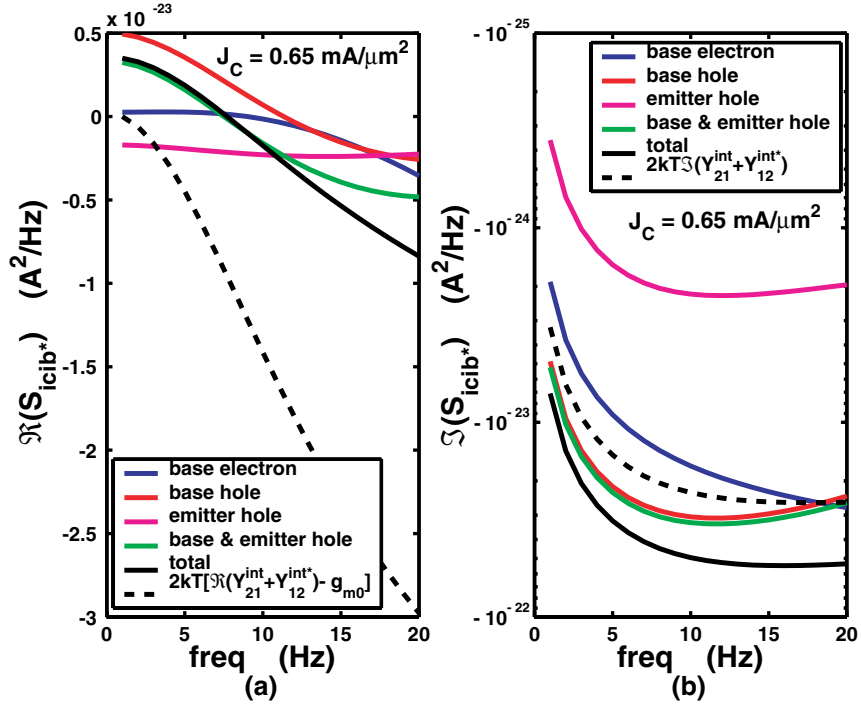 x 10^-23
J_C = 0.65 mA/μm^2
0.5
0
-0.5
-1
-1.5
-2
-2.5
-3
ℜ(S_icib*) (A^2/Hz)
base electron
base hole
emitter hole
base & emitter hole
total
2kT[ℜ(Y_21^int+Y_12^int*)- g_m0]
0 5 10 15 20
freq (Hz)
(a)
- 10^-25
- 10^-24
- 10^-23
- 10^-22
ℑ(S_icib*) (A^2/Hz)
base electron
base hole
emitter hole
base & emitter hole
total
2kTℑ(Y_21^int+Y_12^int*)
J_C = 0.65 mA/μm^2
0 5 10 15 20
freq (Hz)
(b)